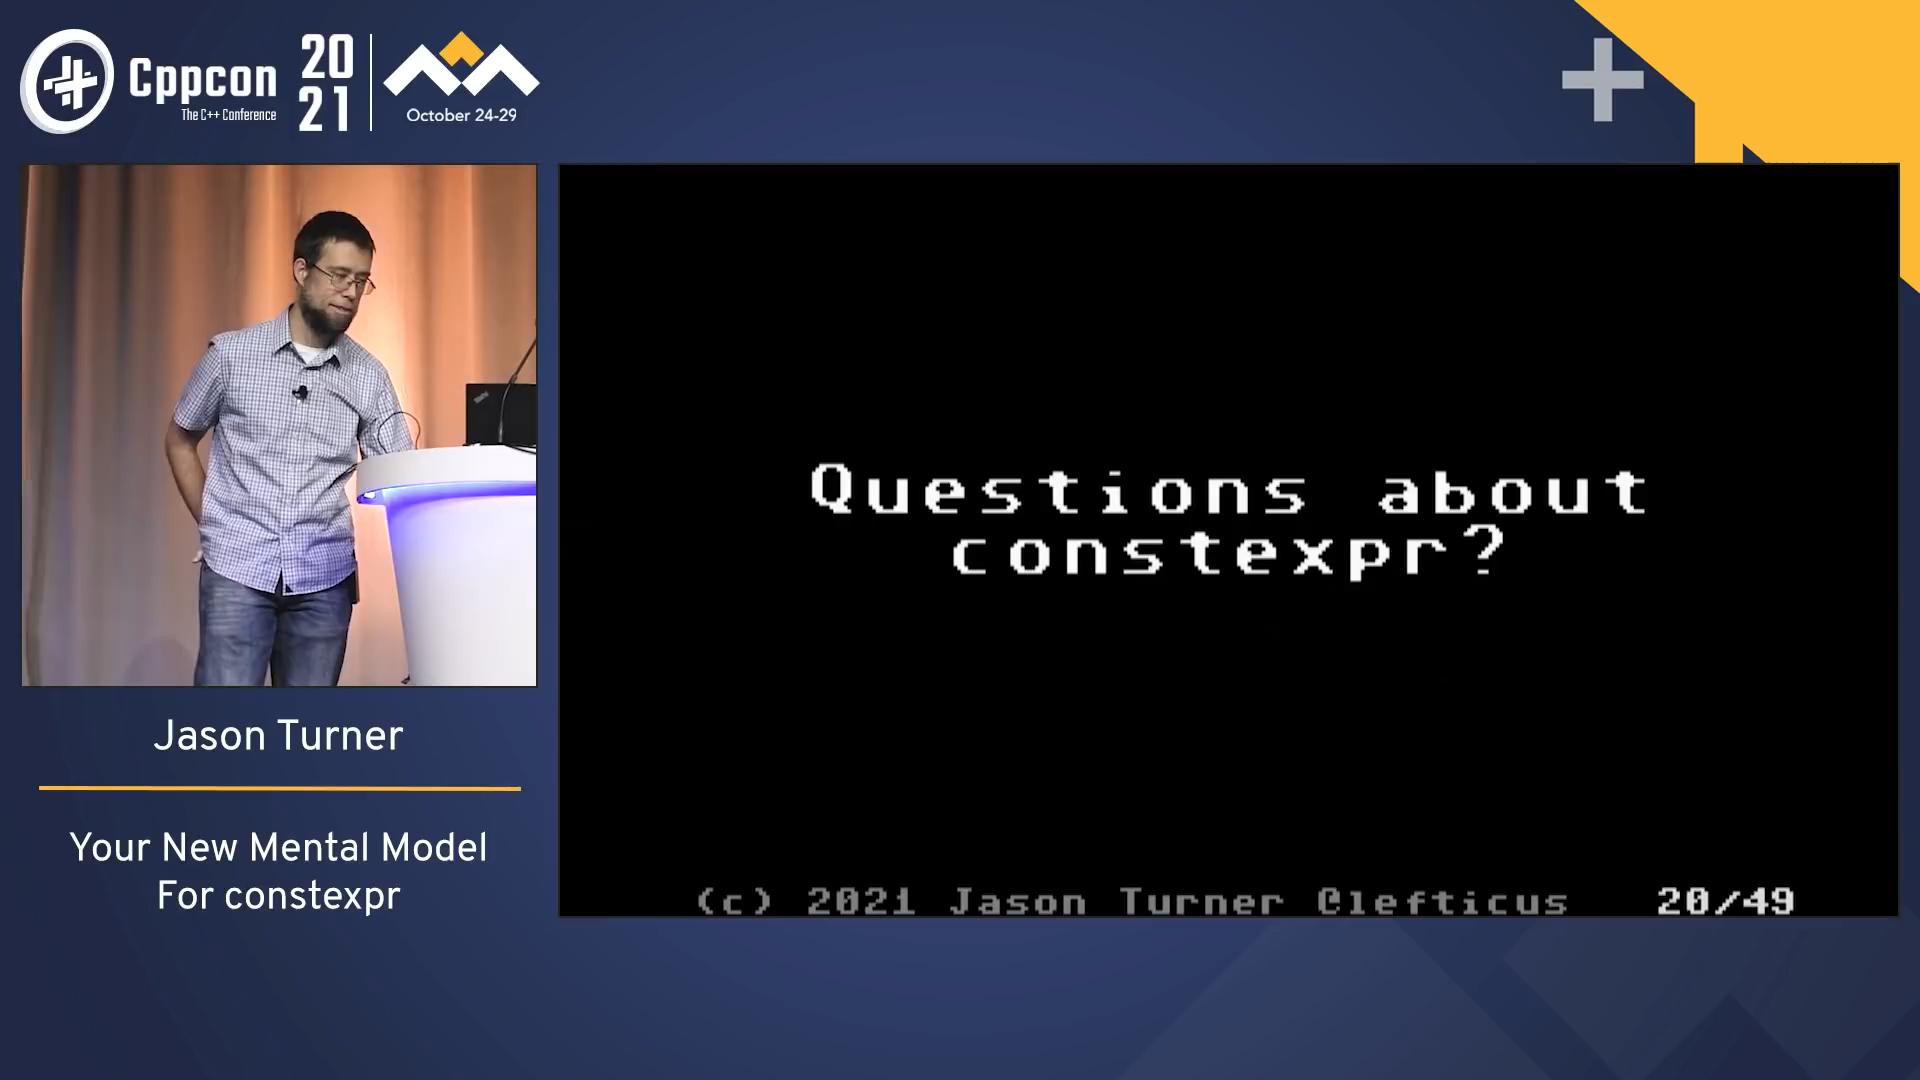 Cppcon
The C++ Conference
20
21
October 24-29
Questions about
constexpr?
(c) 2021 Jason Turner @lefticus
20/49
Jason Turner
Your New Mental Model
For constexpr